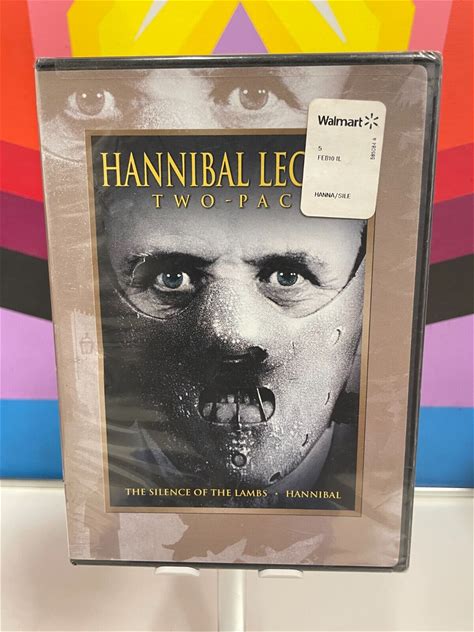 Walmart
5
FEB10 IL
HANNA/SILE
HANNIBAL LEC
TWO-PAC
THE SILENCE OF THE LAMBS · HANNIBAL